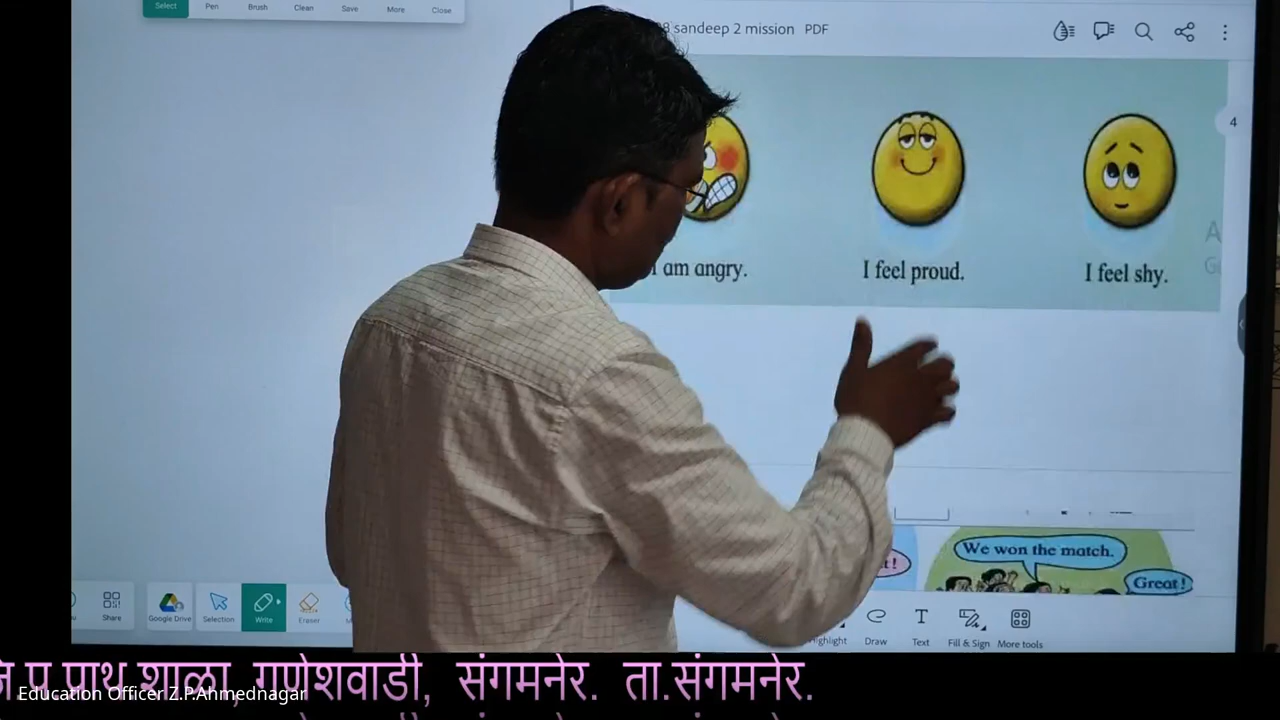 Select Pen Brush Clean Save More Close
sandeep 2 mission PDF
4
am angry.
I feel proud.
I feel shy.
We won the match.
Great!
Share Google Drive Selection Write Eraser
Draw Text Fill & Sign More tools
शाळा, गणेशवाडी, संगमनेर. ता.संगमनेर.
Education Officer Z.P.Ahmednagar